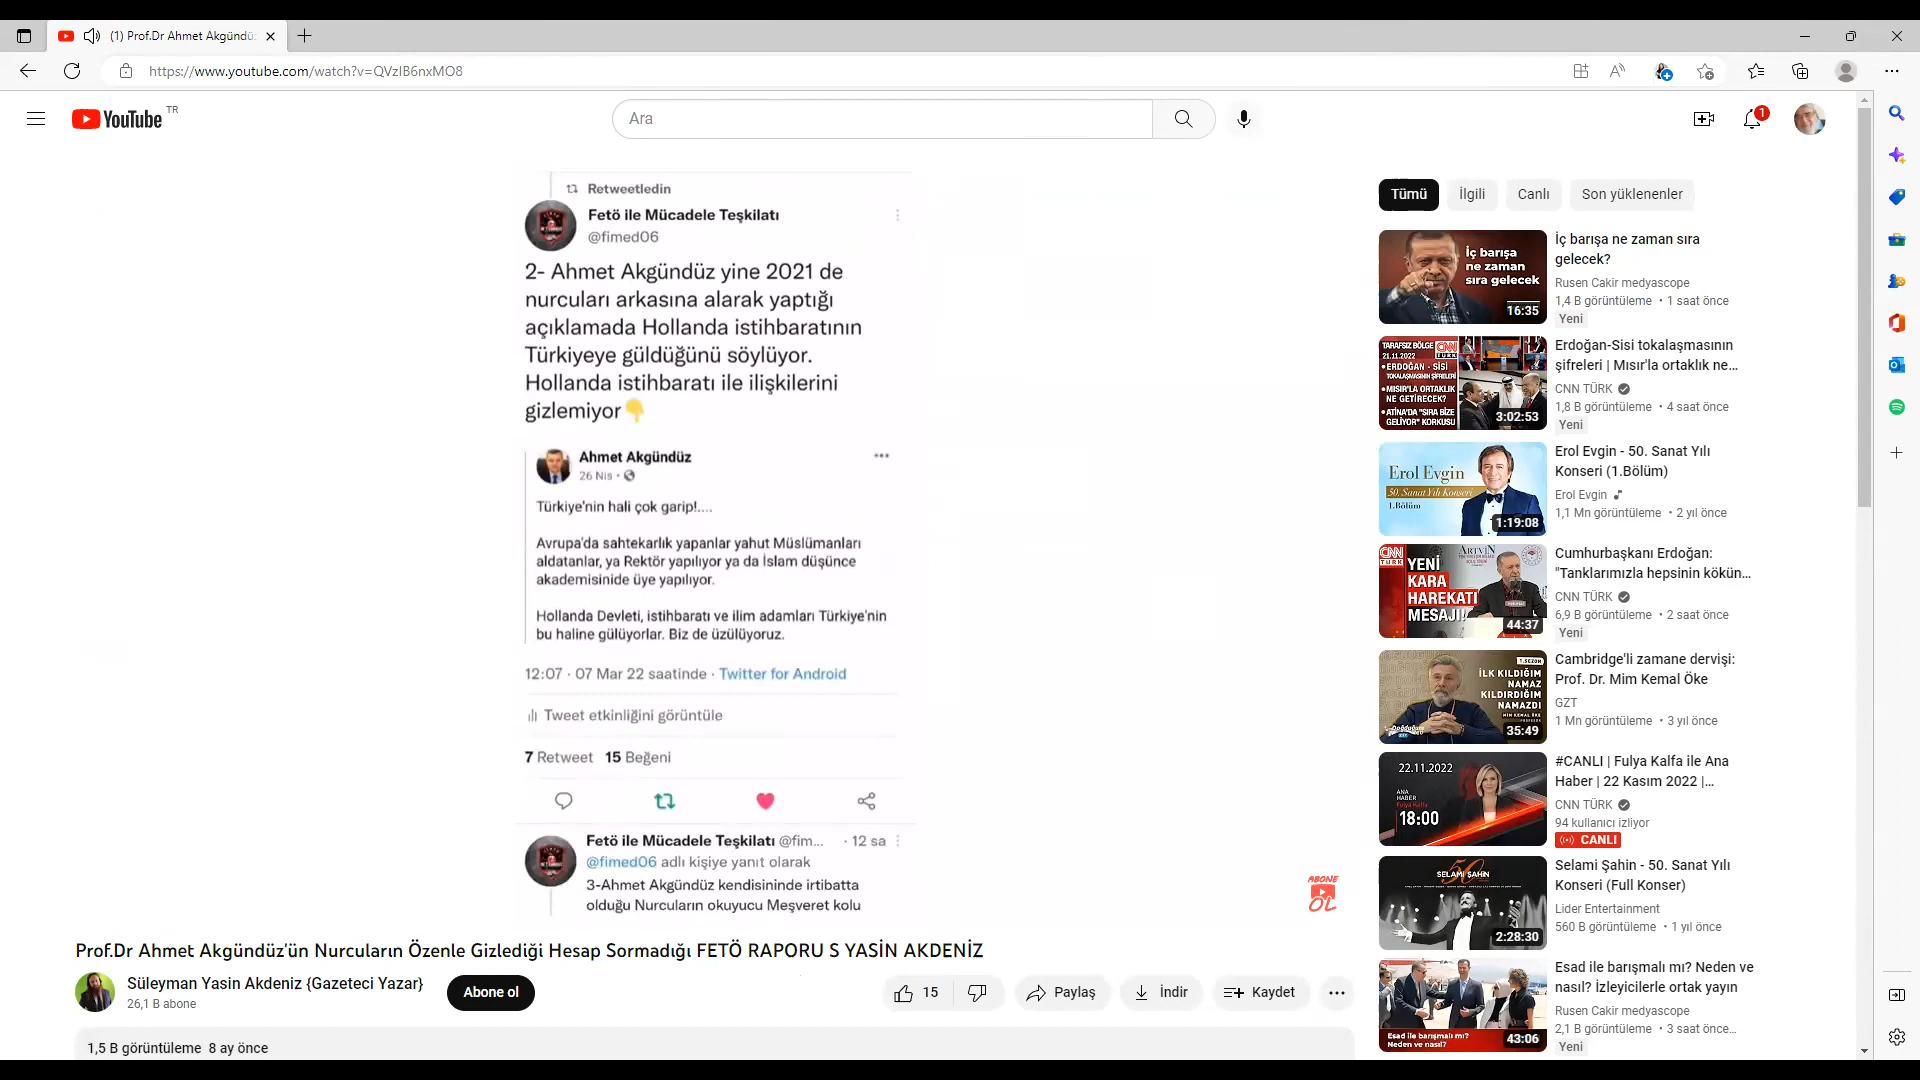 (1) Prof.Dr Ahmet Akgündü
https://www.youtube.com/watch?v=QVzIB6nxMO8
YouTube TR
Ara
1
Retweetledin
Fetö ile Mücadele Teşkilatı
@fimed06
2- Ahmet Akgündüz yine 2021 de
nurcuları arkasına alarak yaptığı
açıklamada Hollanda istihbaratının
Türkiyeye güldüğünü söylüyor.
Hollanda istihbaratı ile ilişkilerini
gizlemiyor👇
Ahmet Akgündüz
26 Nis ·
Türkiye'nin hali çok garip!....
Avrupa'da sahtekarlık yapanlar yahut Müslümanları
aldatanlar, ya Rektör yapılıyor ya da İslam düşünce
akademisinide üye yapılıyor.
Hollanda Devleti, istihbaratı ve ilim adamları Türkiye'nin
bu haline gülüyorlar. Biz de üzülüyoruz.
12:07 · 07 Mar 22 saatinde · Twitter for Android
Tweet etkinliğini görüntüle
7 Retweet 15 Beğeni
Fetö ile Mücadele Teşkilatı @fim... · 12 sa
@fimed06 adlı kişiye yanıt olarak
3-Ahmet Akgündüz kendisininde irtibatta
olduğu Nurcuların okuyucu Meşveret kolu
ABONE
OL
Prof.Dr Ahmet Akgündüz'ün Nurcuların Özenle Gizlediği Hesap Sormadığı FETÖ RAPORU S YASİN AKDENİZ
Süleyman Yasin Akdeniz {Gazeteci Yazar}
26,1 B abone
Abone ol
15
Paylaş
İndir
Kaydet
1,5 B görüntüleme 8 ay önce
Tümü
İlgili
Canlı
Son yüklenenler
İç barışa
ne zaman
sıra gelecek
16:35
İç barışa ne zaman sıra
gelecek?
Rusen Cakir medyascope
1,4 B görüntüleme • 1 saat önce
Yeni
TARAFSIZ BÖLGE CNN TÜRK
21.11.2022
•ERDOĞAN - SİSİ
TOKALAŞMASININ ŞİFRELERİ
•MISIR'LA ORTAKLIK
NE GETİRECEK?
•ATİNA'DA "SIRA BİZE
GELİYOR" KORKUSU
3:02:53
Erdoğan-Sisi tokalaşmasının
şifreleri | Mısır'la ortaklık ne...
CNN TÜRK
1,8 B görüntüleme • 4 saat önce
Yeni
Erol Evgin
50. Sanat Yılı Konseri
1.Bölüm
1:19:08
Erol Evgin - 50. Sanat Yılı
Konseri (1.Bölüm)
Erol Evgin
1,1 Mn görüntüleme • 2 yıl önce
CNN TÜRK
ARTVİN
YENİ
KARA
HAREKATI
MESAJI!
44:37
Cumhurbaşkanı Erdoğan:
"Tanklarımızla hepsinin kökün...
CNN TÜRK
6,9 B görüntüleme • 2 saat önce
Yeni
1.SEZON
İLK KILDIĞIM
NAMAZ
KILDIRDIĞIM
NAMAZDI
MİM KEMAL ÖKE
35:49
Cambridge'li zamane dervişi:
Prof. Dr. Mim Kemal Öke
GZT
1 Mn görüntüleme • 3 yıl önce
22.11.2022
ANA
HABER
Fulya Kalfa
18:00
#CANLI | Fulya Kalfa ile Ana
Haber | 22 Kasım 2022 |...
CNN TÜRK
94 kullanıcı izliyor
CANLI
50
SELAMİ ŞAHİN
2:28:30
Selami Şahin - 50. Sanat Yılı
Konseri (Full Konser)
Lider Entertainment
560 B görüntüleme • 1 yıl önce
Esad ile barışmalı mı?
Neden ve nasıl?
43:06
Esad ile barışmalı mı? Neden ve
nasıl? İzleyicilerle ortak yayın
Rusen Cakir medyascope
2,1 B görüntüleme • 3 saat önce...
Yeni